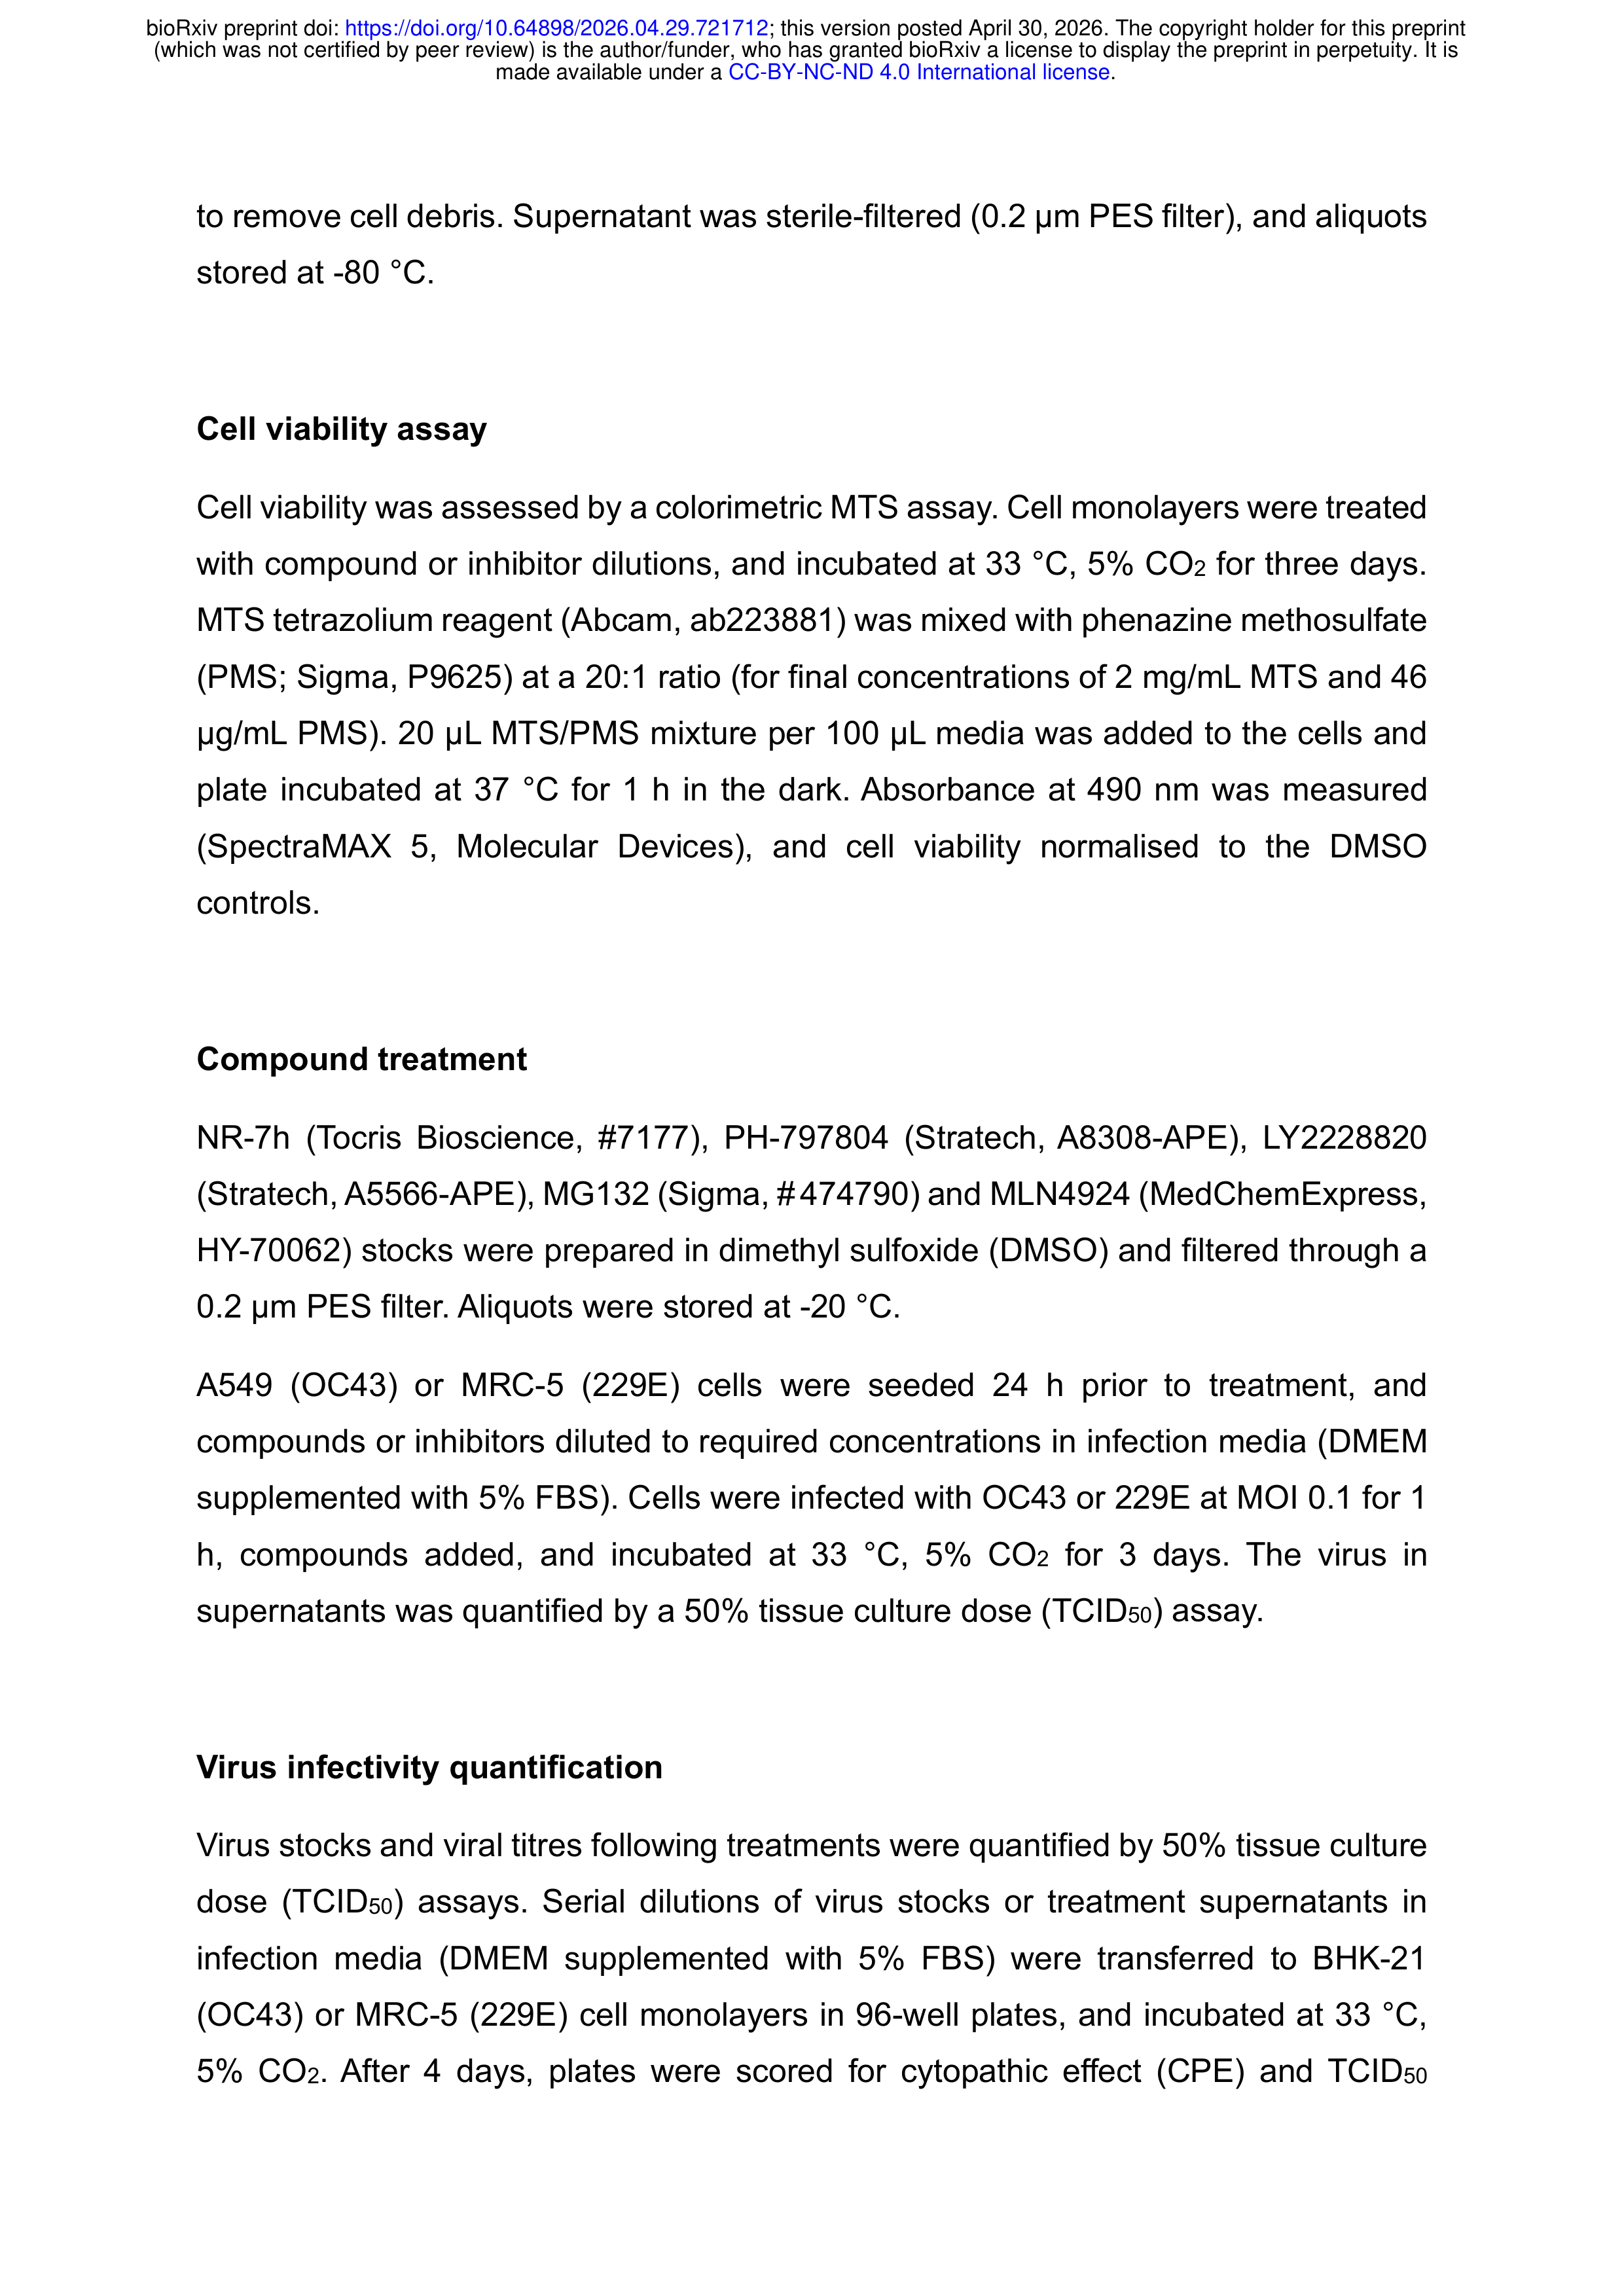 bioRxiv preprint doi: https://doi.org/10.64898/2026.04.29.721712; this version posted April 30, 2026. The copyright holder for this preprint
(which was not certified by peer review) is the author/funder, who has granted bioRxiv a license to display the preprint in perpetuity. It is
made available under a CC-BY-NC-ND 4.0 International license.
to remove cell debris. Supernatant was sterile-filtered (0.2 µm PES filter), and aliquots
stored at -80 °C.
Cell viability assay
Cell viability was assessed by a colorimetric MTS assay. Cell monolayers were treated
with compound or inhibitor dilutions, and incubated at 33 °C, 5% CO₂ for three days.
MTS tetrazolium reagent (Abcam, ab223881) was mixed with phenazine methosulfate
(PMS; Sigma, P9625) at a 20:1 ratio (for final concentrations of 2 mg/mL MTS and 46
µg/mL PMS). 20 µL MTS/PMS mixture per 100 µL media was added to the cells and
plate incubated at 37 °C for 1 h in the dark. Absorbance at 490 nm was measured
(SpectraMAX 5, Molecular Devices), and cell viability normalised to the DMSO
controls.
Compound treatment
NR-7h (Tocris Bioscience, #7177), PH-797804 (Stratech, A8308-APE), LY2228820
(Stratech, A5566-APE), MG132 (Sigma, #474790) and MLN4924 (MedChemExpress,
HY-70062) stocks were prepared in dimethyl sulfoxide (DMSO) and filtered through a
0.2 µm PES filter. Aliquots were stored at -20 °C.
A549 (OC43) or MRC-5 (229E) cells were seeded 24 h prior to treatment, and
compounds or inhibitors diluted to required concentrations in infection media (DMEM
supplemented with 5% FBS). Cells were infected with OC43 or 229E at MOI 0.1 for 1
h, compounds added, and incubated at 33 °C, 5% CO₂ for 3 days. The virus in
supernatants was quantified by a 50% tissue culture dose (TCID₅₀) assay.
Virus infectivity quantification
Virus stocks and viral titres following treatments were quantified by 50% tissue culture
dose (TCID₅₀) assays. Serial dilutions of virus stocks or treatment supernatants in
infection media (DMEM supplemented with 5% FBS) were transferred to BHK-21
(OC43) or MRC-5 (229E) cell monolayers in 96-well plates, and incubated at 33 °C,
5% CO₂. After 4 days, plates were scored for cytopathic effect (CPE) and TCID₅₀